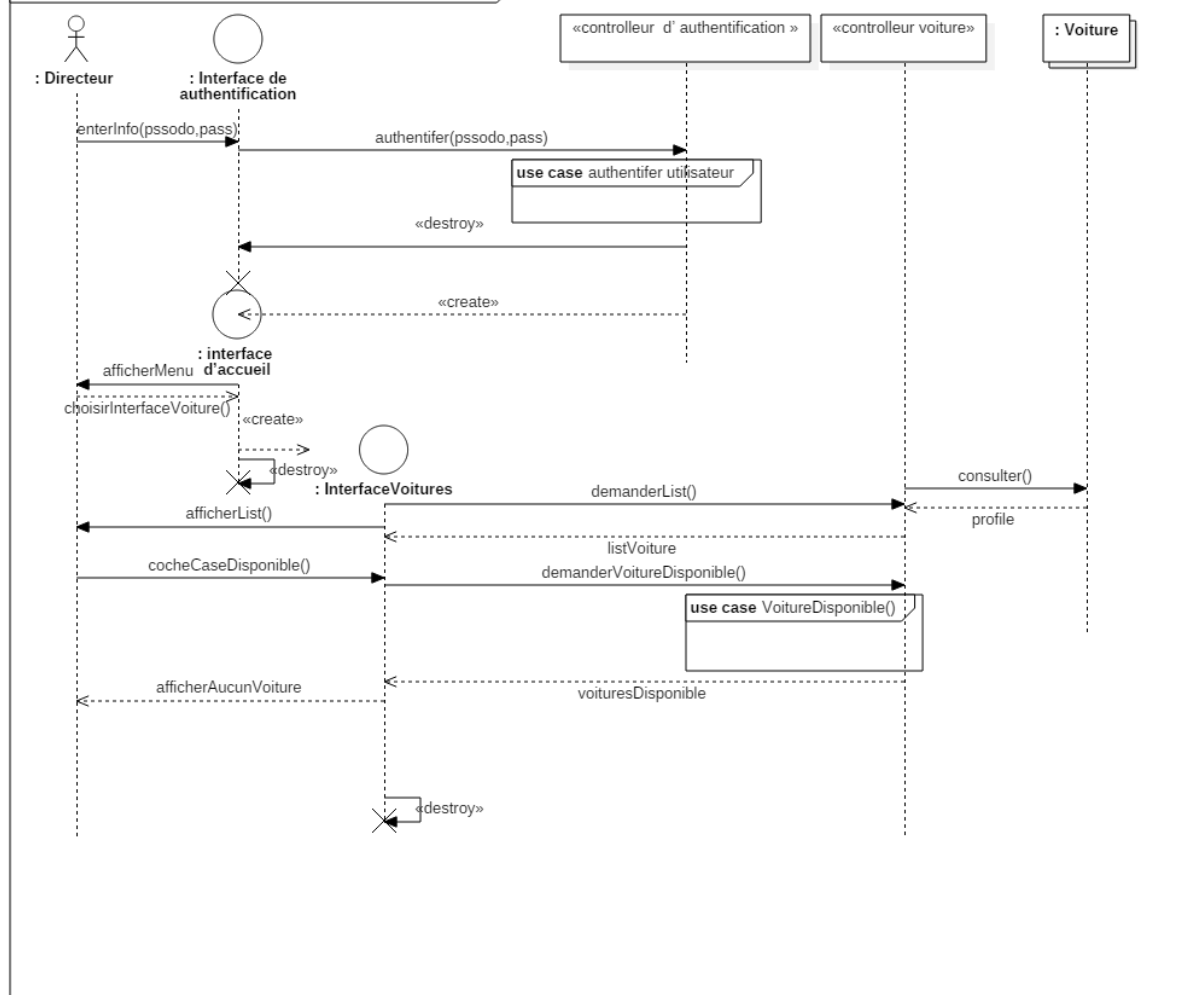 «controlleur d' authentification »
«controlleur voiture»
: Voiture
: Directeur
: Interface de
authentification
enterInfo(pssodo,pass)
authentifer(pssodo,pass)
use case authentifer utilisateur
«destroy»
«create»
: interface
d'accueil
afficherMenu
choisirInterfaceVoiture()
«create»
«destroy»
: InterfaceVoitures
demanderList()
consulter()
afficherList()
profile
listVoiture
cocheCaseDisponible()
demanderVoitureDisponible()
use case VoitureDisponible()
afficherAucunVoiture
voituresDisponible
«destroy»